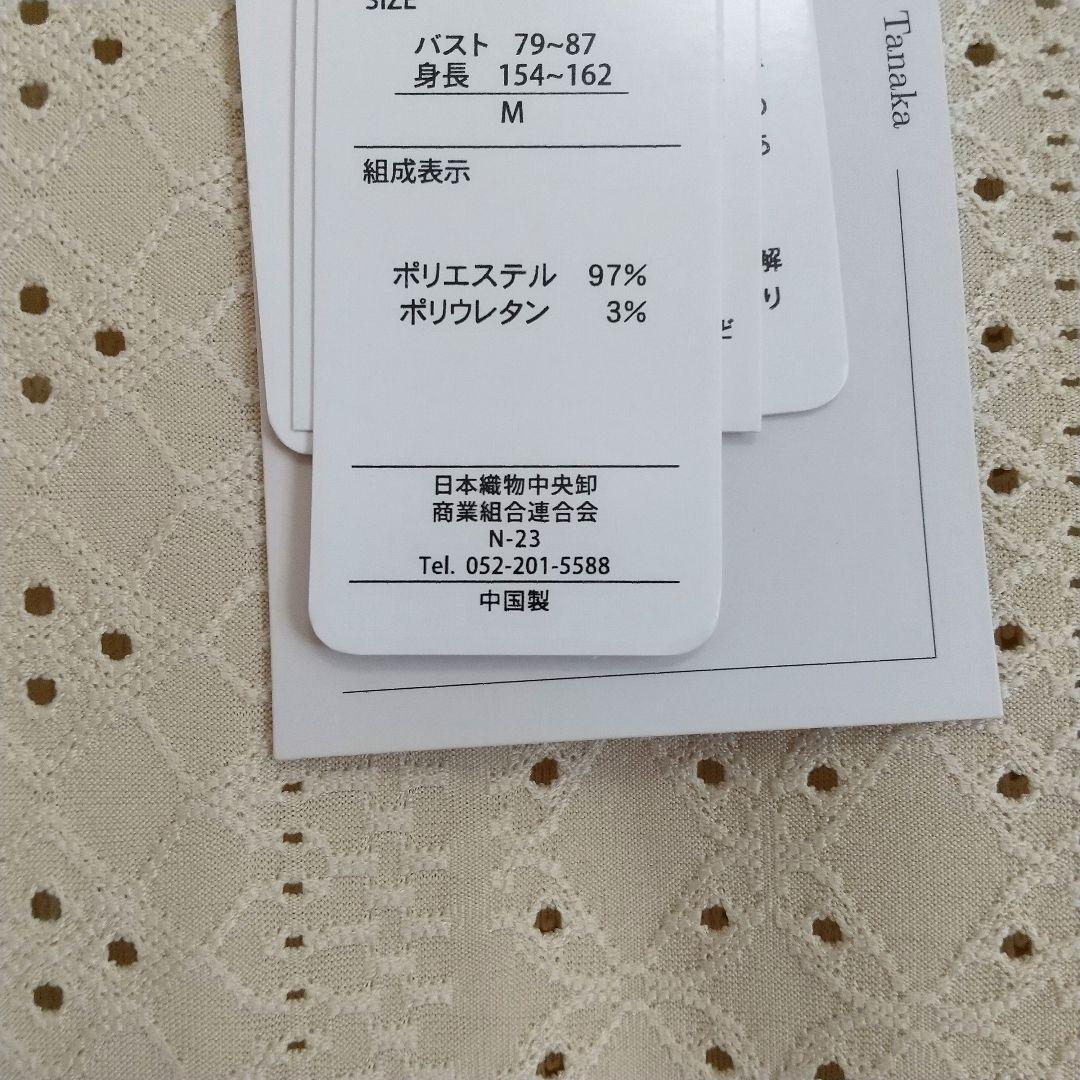 SIZE
バスト 79~87
身長 154~162
M
組成表示
ポリエステル 97%
ポリウレタン 3%
日本織物中央卸
商業組合連合会
N-23
Tel. 052-201-5588
中国製
Tanaka
解
り